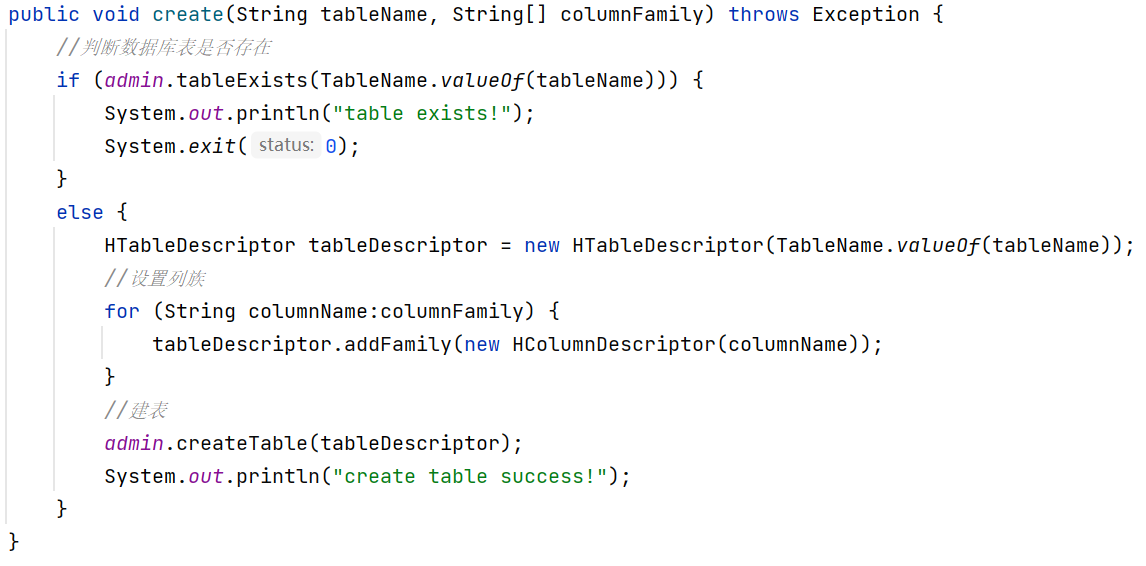 public void create(String tableName, String[] columnFamily) throws Exception {
    //判断数据库表是否存在
    if (admin.tableExists(TableName.valueOf(tableName))) {
        System.out.println("table exists!");
        System.exit( status: 0);
    }
    else {
        HTableDescriptor tableDescriptor = new HTableDescriptor(TableName.valueOf(tableName));
        //设置列族
        for (String columnName:columnFamily) {
            tableDescriptor.addFamily(new HColumnDescriptor(columnName));
        }
        //建表
        admin.createTable(tableDescriptor);
        System.out.println("create table success!");
    }
}